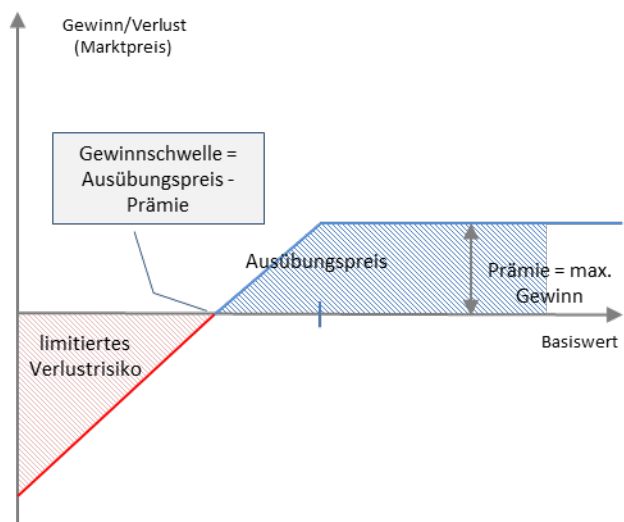 Gewinn/Verlust
(Marktpreis)
Gewinnschwelle =
Ausübungspreis -
Prämie
Ausübungspreis
Prämie = max.
Gewinn
Basiswert
limitiertes
Verlustrisiko